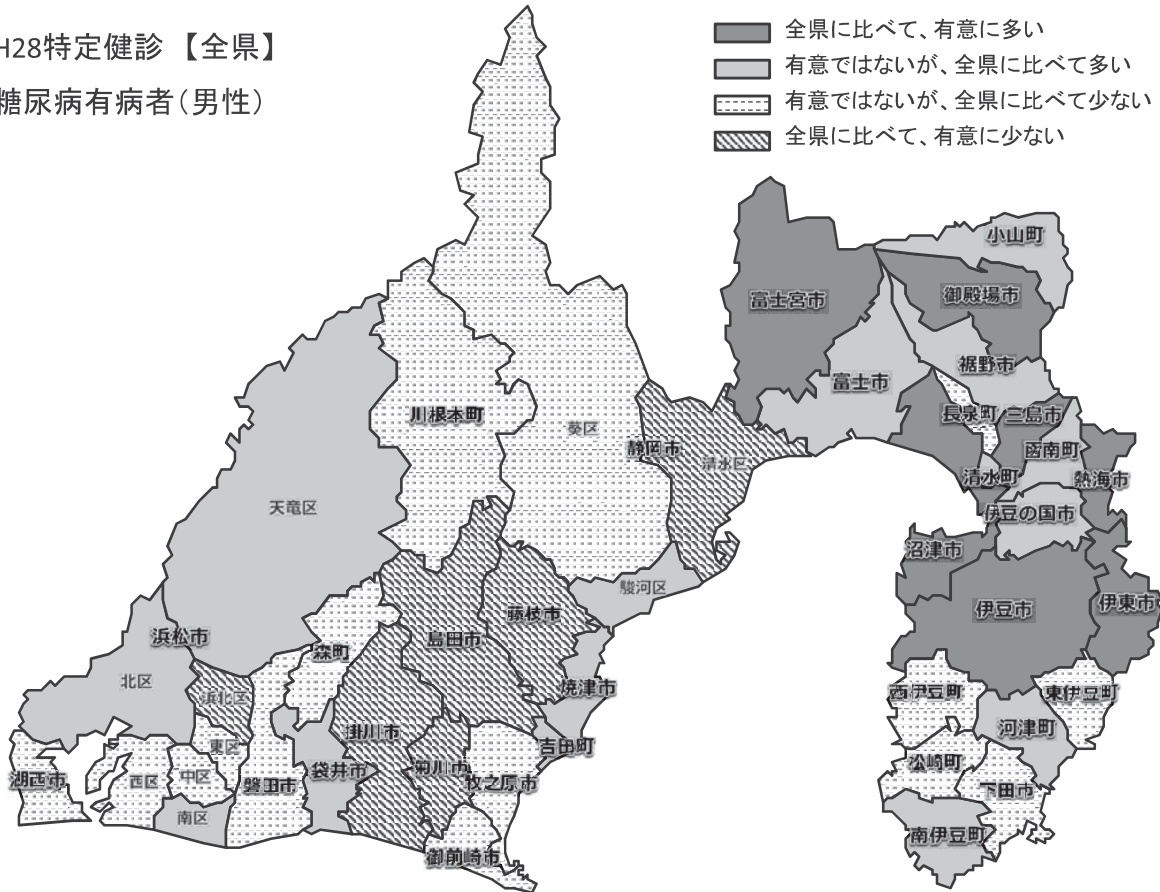 H28特定健診 【全県】
糖尿病有病者（男性）
全県に比べて、有意に多い
有意ではないが、全県に比べて多い
有意ではないが、全県に比べて少ない
全県に比べて、有意に少ない
小山町
富士宮市
御殿場市
裾野市
富士市
川根本町
長泉町
三島市
葵区
静岡市
清水区
函南町
清水町
熱海市
天竜区
伊豆の国市
沼津市
駿河区
伊豆市
伊東市
藤枝市
浜松市
島田市
森町
北区
浜北区
焼津市
西伊豆町
東伊豆町
河津町
掛川市
東区
吉田町
松崎町
湖西市
西区
中区
磐田市
袋井市
菊川市
牧之原市
下田市
南区
南伊豆町
御前崎市